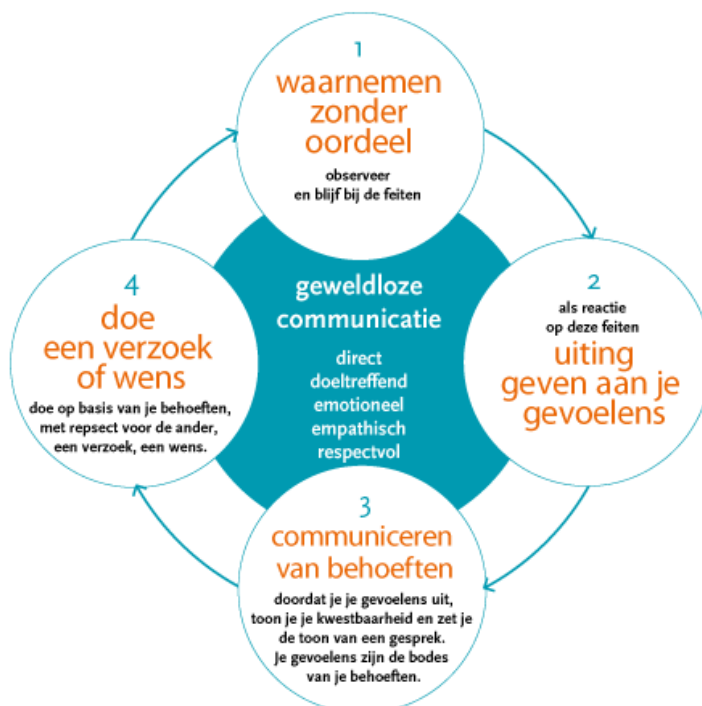 1
waarnemen
zonder
oordeel
observeer
en blijf bij de feiten
geweldloze
communicatie
direct
doeltreffend
emotioneel
empathisch
respectvol
2
als reactie
op deze feiten
uiting
geven aan je
gevoelens
3
communiceren
van behoeften
doordat je je gevoelens uit,
toon je je kwestbaarheid en zet je
de toon van een gesprek.
Je gevoelens zijn de bodes
van je behoeften.
4
doe
een verzoek
of wens
doe op basis van je behoeften,
met repsect voor de ander,
een verzoek, een wens.